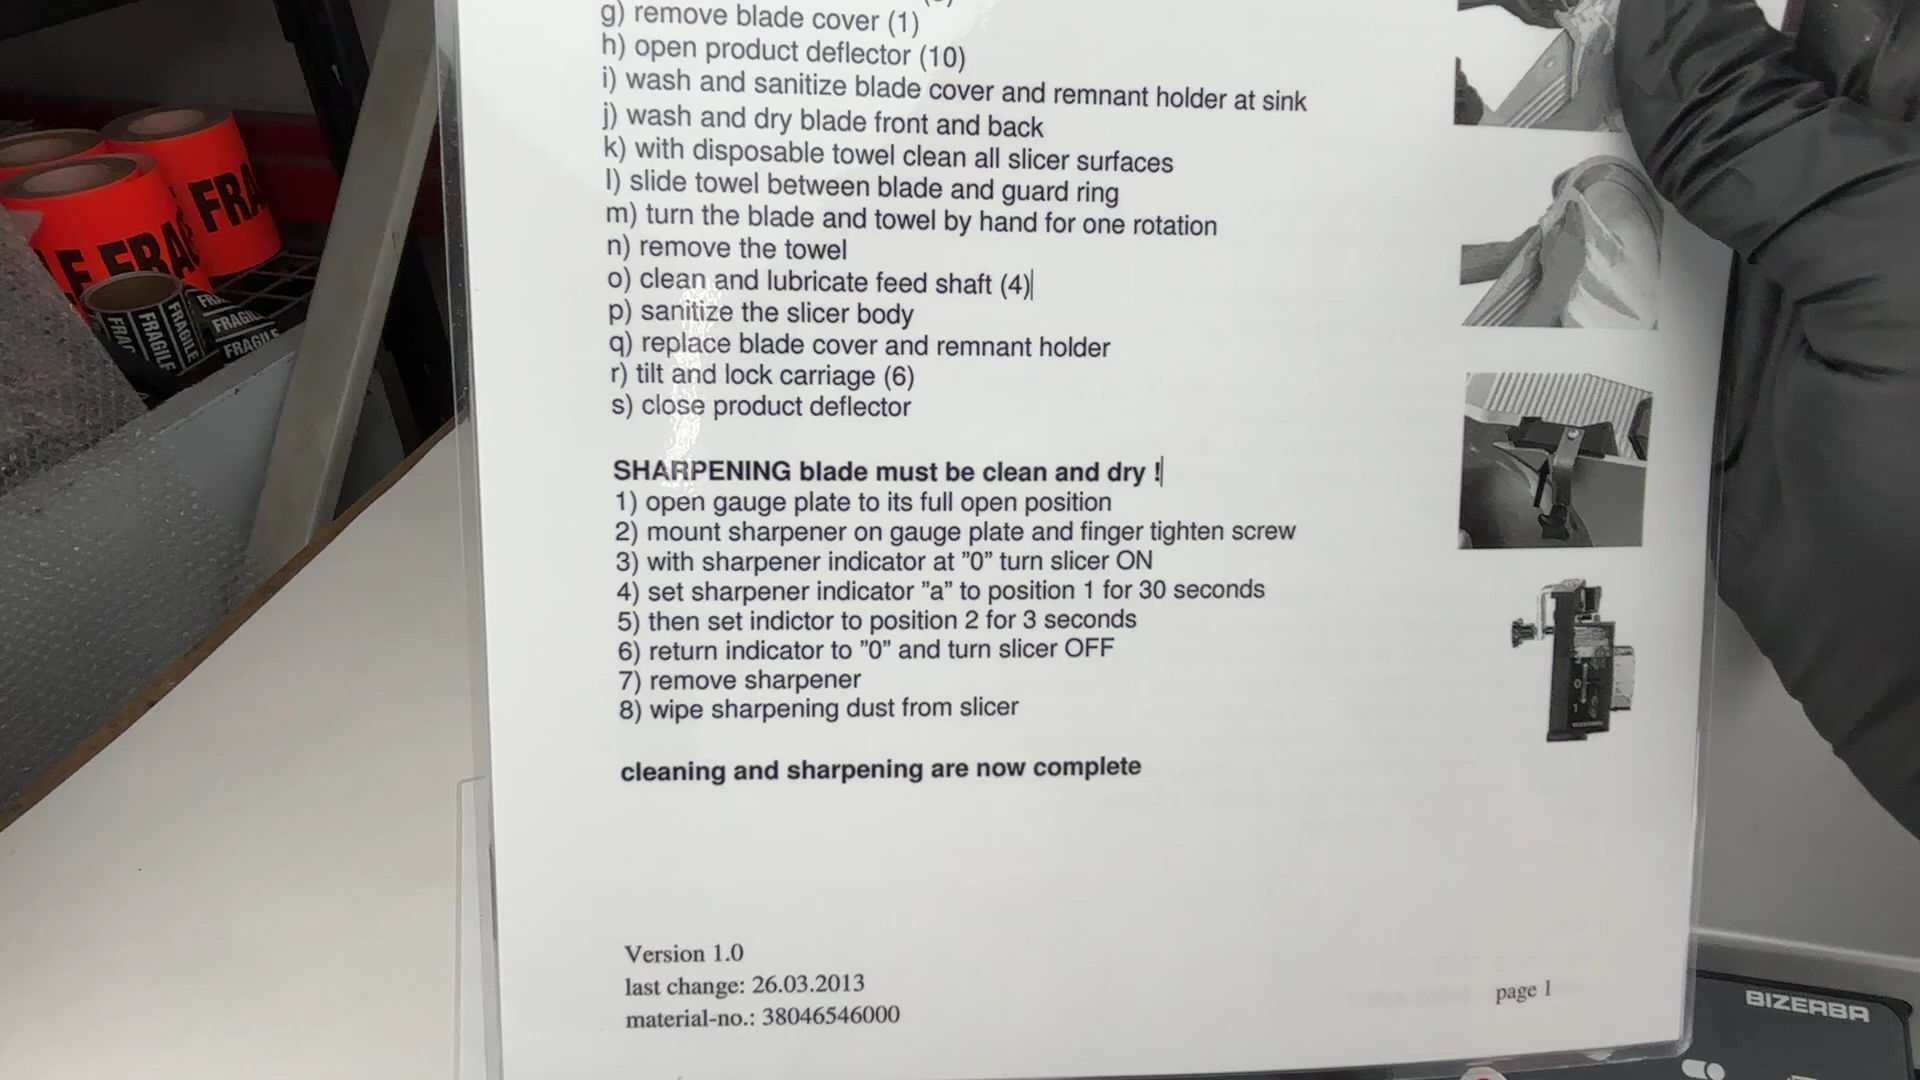 g) remove blade cover (1)
h) open product deflector (10)
i) wash and sanitize blade cover and remnant holder at sink
j) wash and dry blade front and back
k) with disposable towel clean all slicer surfaces
l) slide towel between blade and guard ring
m) turn the blade and towel by hand for one rotation
n) remove the towel
o) clean and lubricate feed shaft (4)
p) sanitize the slicer body
q) replace blade cover and remnant holder
r) tilt and lock carriage (6)
s) close product deflector
SHARPENING blade must be clean and dry !
1) open gauge plate to its full open position
2) mount sharpener on gauge plate and finger tighten screw
3) with sharpener indicator at "0" turn slicer ON
4) set sharpener indicator "a" to position 1 for 30 seconds
5) then set indictor to position 2 for 3 seconds
6) return indicator to "0" and turn slicer OFF
7) remove sharpener
8) wipe sharpening dust from slicer
cleaning and sharpening are now complete
Version 1.0
last change: 26.03.2013
material-no.: 38046546000
page 1
BIZERBA
FRA
LE FRAG
FRAG
FRAGILE
FRAGILE
FRA
FRAGIL
FRAGILE